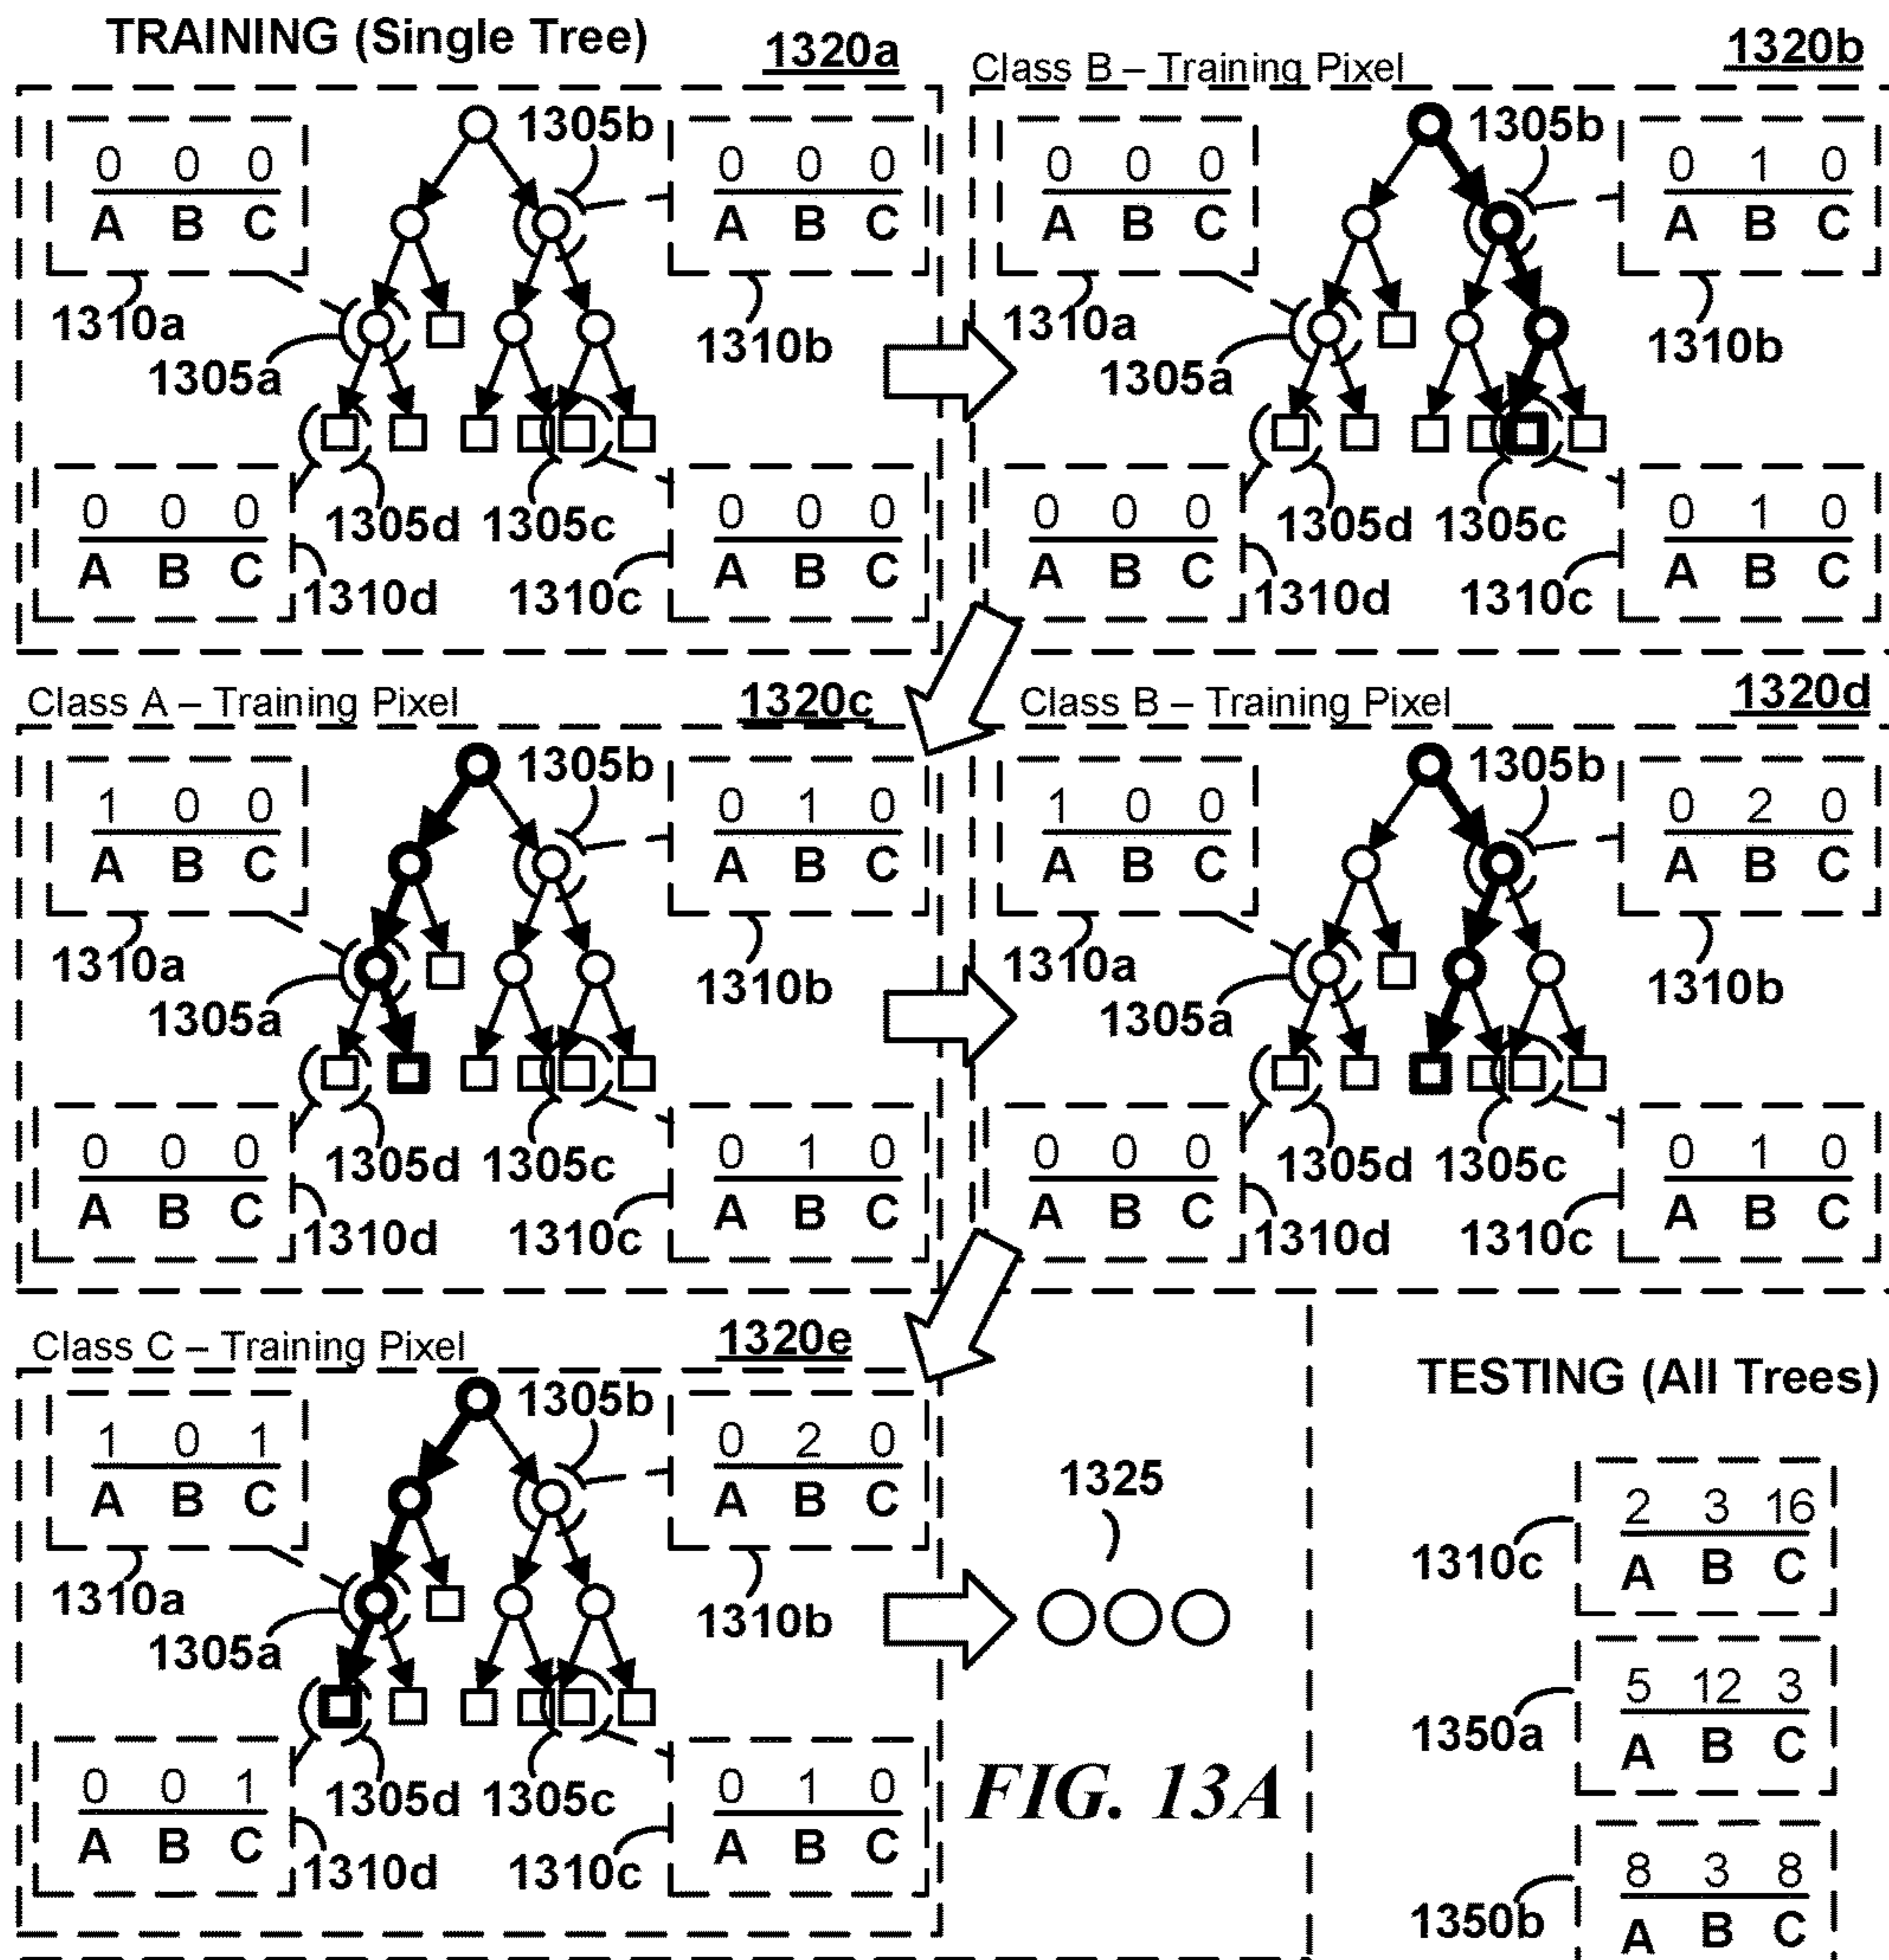 TRAINING (Single Tree)
1320a
Class B – Training Pixel
1320b
0 0 0
A B C
1305b
0 0 0
A B C
1310a
1305a
1310b
0 0 0
A B C
1305d 1305c
1310d
1310c
0 0 0
A B C
0 0 0
A B C
1305b
0 1 0
A B C
1310a
1305a
1310b
0 0 0
A B C
1305d 1305c
1310d
1310c
0 1 0
A B C
Class A – Training Pixel
1320c
Class B – Training Pixel
1320d
1 0 0
A B C
1305b
0 1 0
A B C
1310a
1305a
1310b
0 0 0
A B C
1305d 1305c
1310d
1310c
0 1 0
A B C
1 0 0
A B C
1305b
0 2 0
A B C
1310a
1305a
1310b
0 0 0
A B C
1305d 1305c
1310d
1310c
0 1 0
A B C
Class C – Training Pixel
1320e
1 0 1
A B C
1305b
0 2 0
A B C
1310a
1305a
1310b
0 0 1
A B C
1305d 1305c
1310d
1310c
0 1 0
A B C
1325
FIG. 13A
TESTING (All Trees)
1310c
2 3 16
A B C
1350a
5 12 3
A B C
1350b
8 3 8
A B C